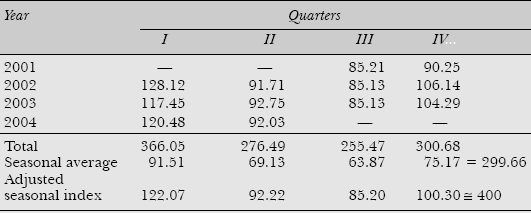 Year Quarters
I II III IV...
2001 — — 85.21 90.25
2002 128.12 91.71 85.13 106.14
2003 117.45 92.75 85.13 104.29
2004 120.48 92.03 — —
Total 366.05 276.49 255.47 300.68
Seasonal average 91.51 69.13 63.87 75.17 = 299.66
Adjusted
seasonal index 122.07 92.22 85.20 100.30 ≅ 400